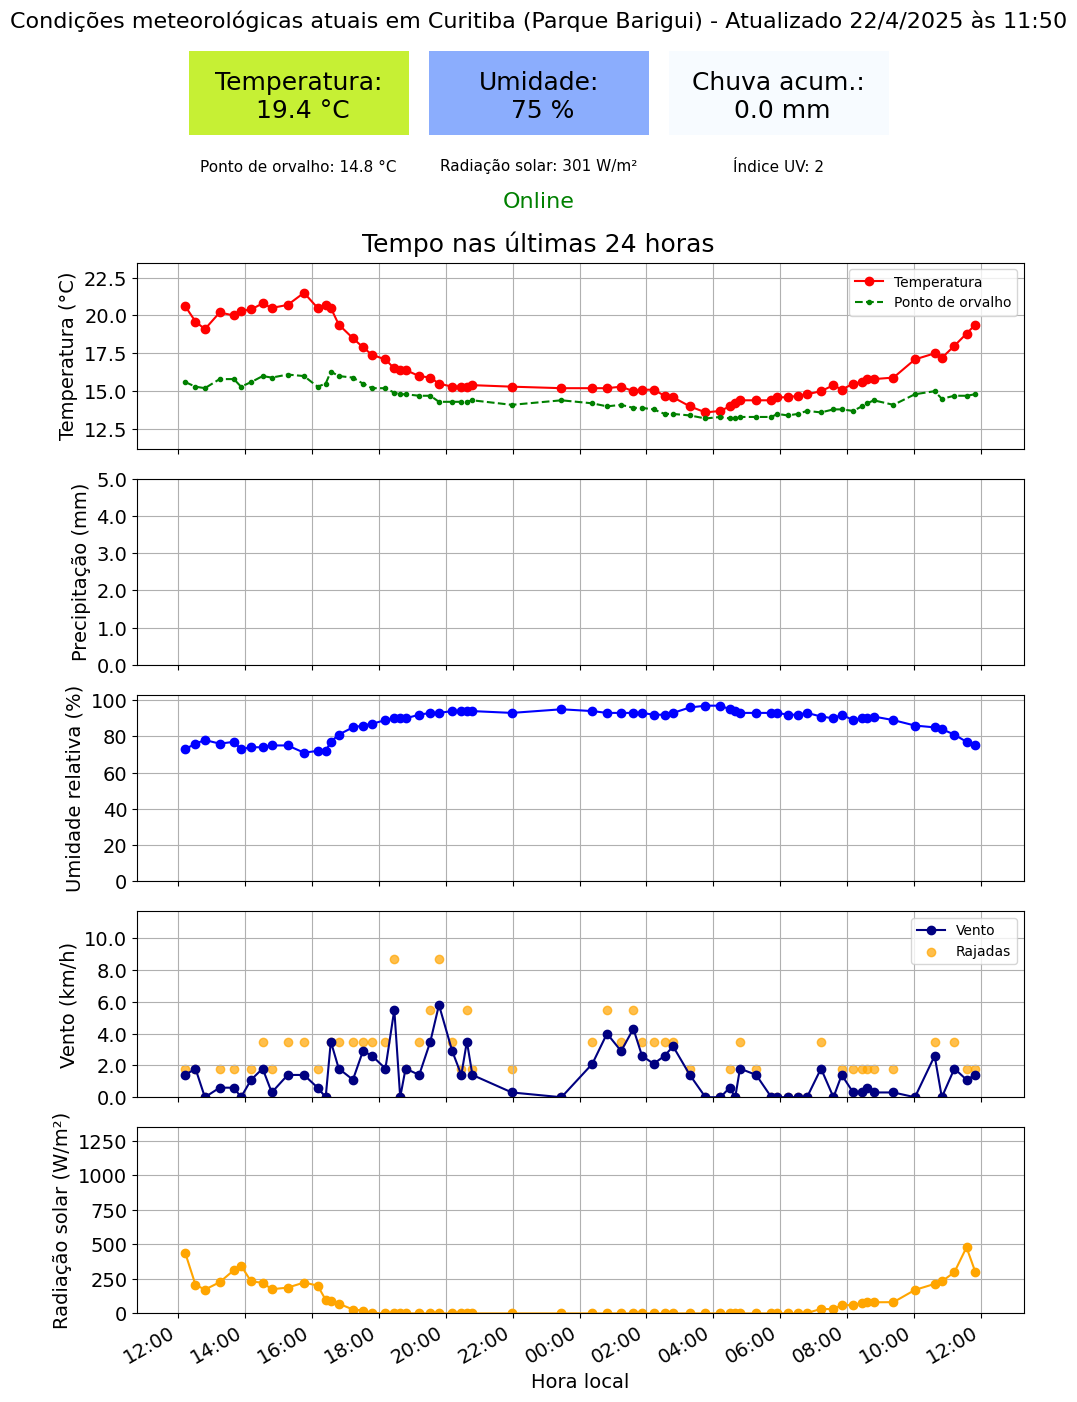 Condições meteorológicas atuais em Curitiba (Parque Barigui) - Atualizado 22/4/2025 às 11:50
Temperatura:
19.4 °C
Umidade:
75 %
Chuva acum.:
0.0 mm
Ponto de orvalho: 14.8 °C
Radiação solar: 301 W/m²
Índice UV: 2
Online
Tempo nas últimas 24 horas
Temperatura (°C)
22.5
20.0
17.5
15.0
12.5
Temperatura
Ponto de orvalho
Precipitação (mm)
5.0
4.0
3.0
2.0
1.0
0.0
Umidade relativa (%)
100
80
60
40
20
0
Vento (km/h)
10.0
8.0
6.0
4.0
2.0
0.0
Vento
Rajadas
Radiação solar (W/m²)
1250
1000
750
500
250
0
12:00
14:00
16:00
18:00
20:00
22:00
00:00
02:00
04:00
06:00
08:00
10:00
12:00
Hora local